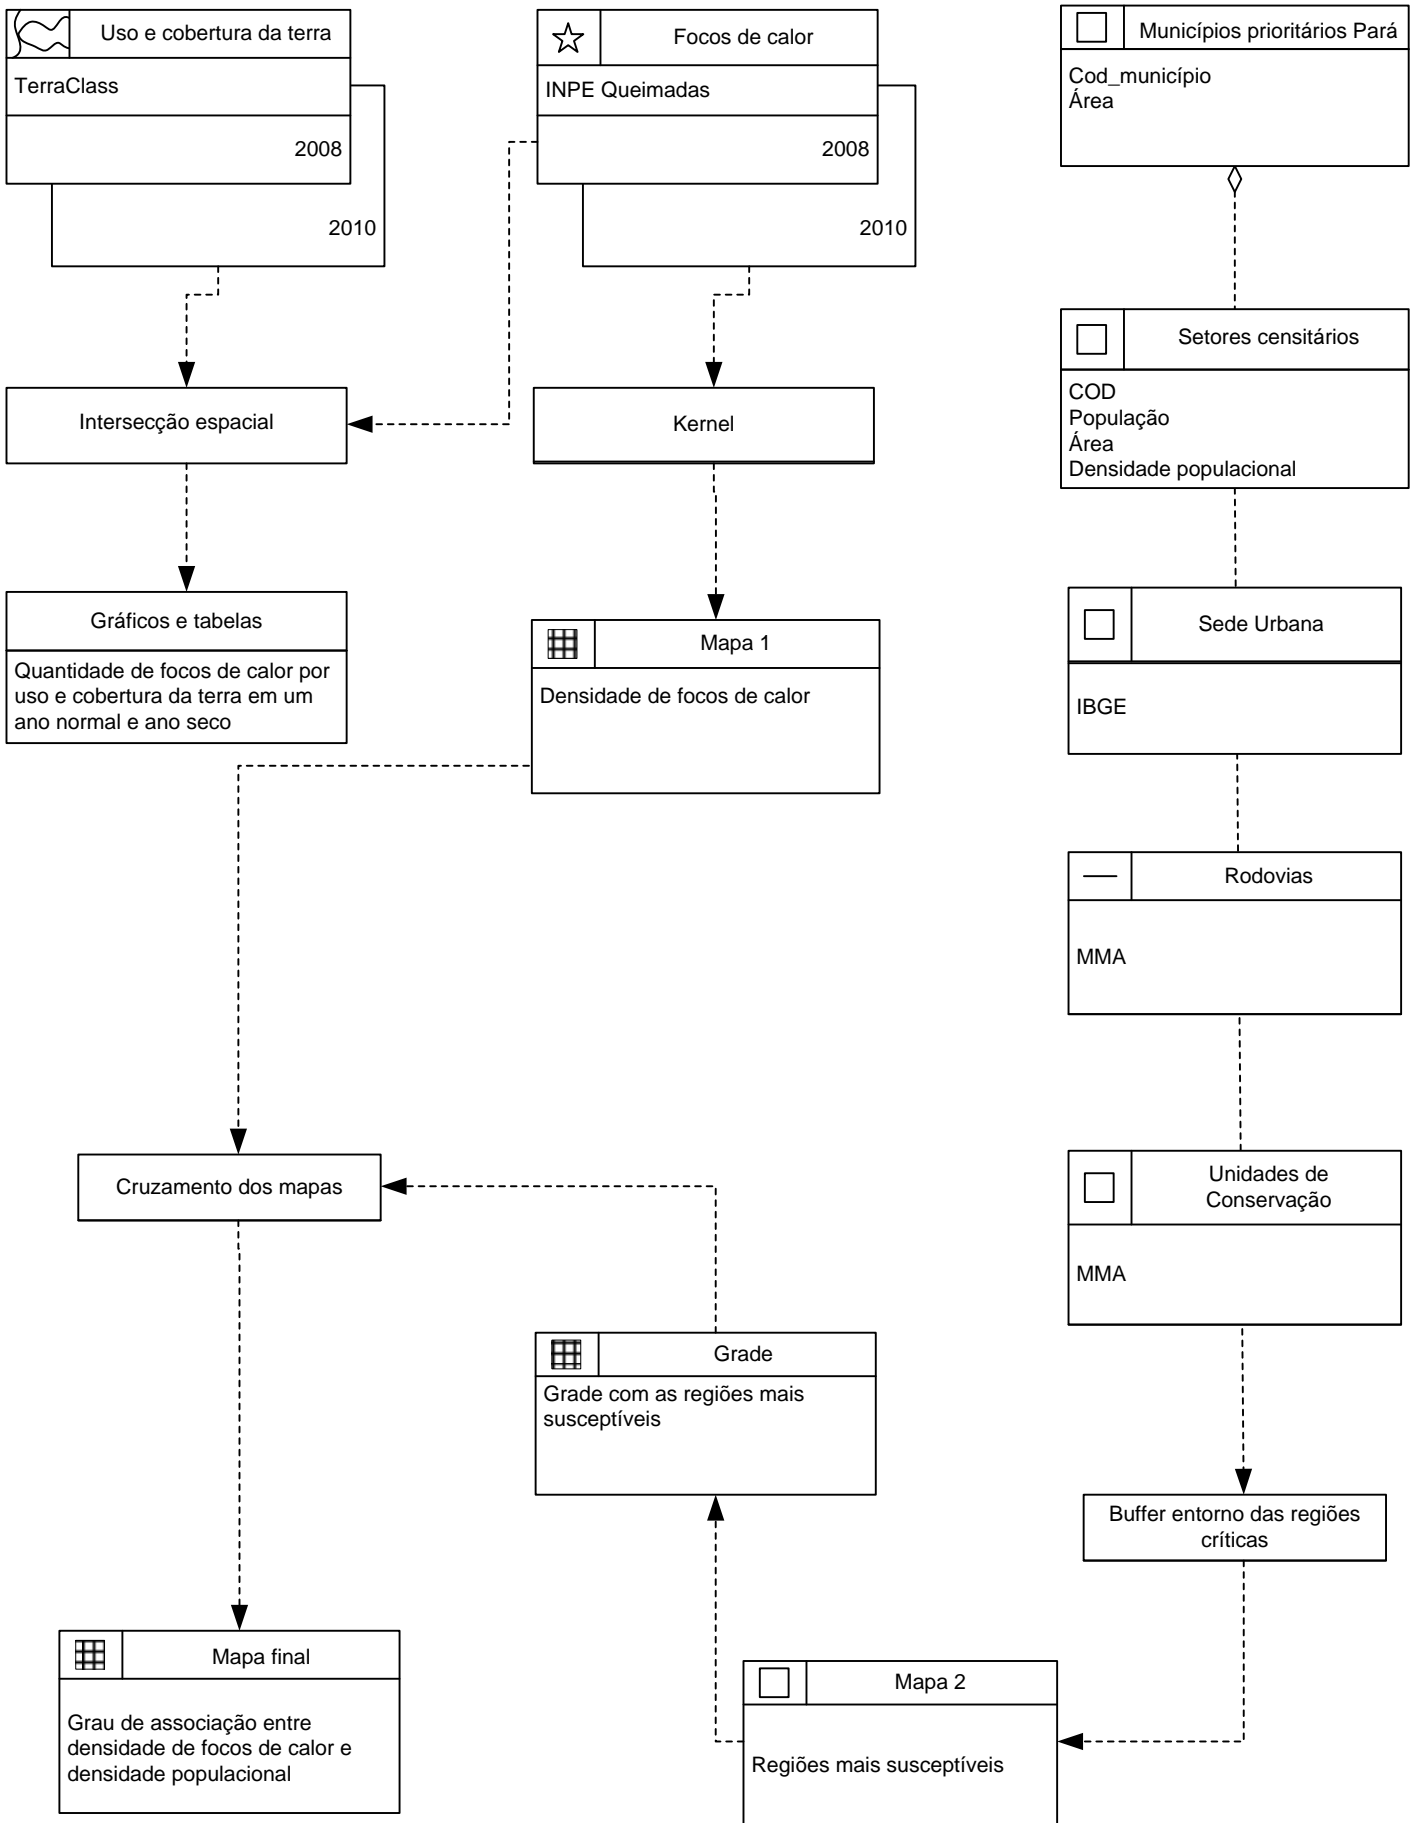 Uso e cobertura da terra
TerraClass
2008
2010
Focos de calor
INPE Queimadas
2008
2010
Municípios prioritários Pará
Cod_município
Área
Setores censitários
COD
População
Área
Densidade populacional
Intersecção espacial
Kernel
Gráficos e tabelas
Quantidade de focos de calor por
uso e cobertura da terra em um
ano normal e ano seco
Mapa 1
Densidade de focos de calor
Sede Urbana
IBGE
Rodovias
MMA
Unidades de
Conservação
MMA
Cruzamento dos mapas
Grade
Grade com as regiões mais
susceptíveis
Buffer entorno das regiões
críticas
Mapa final
Grau de associação entre
densidade de focos de calor e
densidade populacional
Mapa 2
Regiões mais susceptíveis